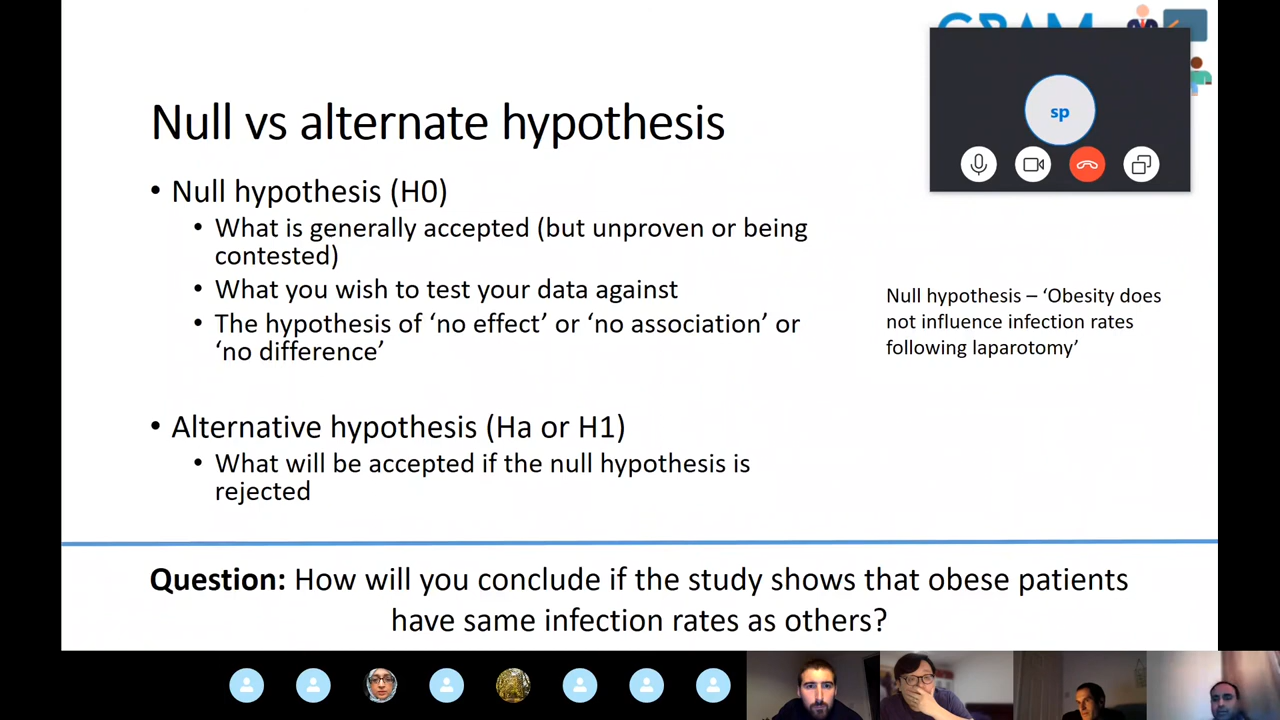 GRAM
sp
Null vs alternate hypothesis
• Null hypothesis (H0)
• What is generally accepted (but unproven or being
contested)
• What you wish to test your data against
• The hypothesis of ‘no effect’ or ‘no association’ or
‘no difference’
Null hypothesis – ‘Obesity does
not influence infection rates
following laparotomy’
• Alternative hypothesis (Ha or H1)
• What will be accepted if the null hypothesis is
rejected
Question: How will you conclude if the study shows that obese patients
have same infection rates as others?